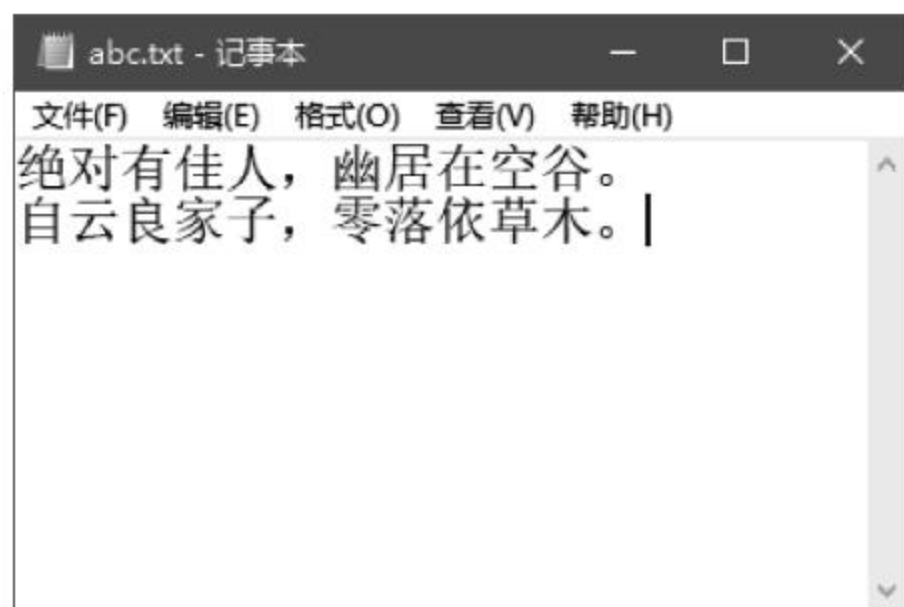 abc.txt - 记事本
文件(F) 编辑(E) 格式(O) 查看(V) 帮助(H)
绝对有佳人，幽居在空谷。
自云良家子，零落依草木。